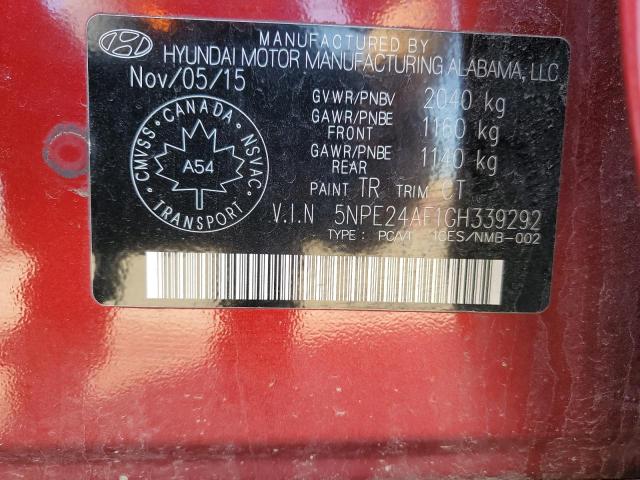 MANUFACTURED BY
HYUNDAI MOTOR MANUFACTURING ALABAMA, LLC
Nov/05/15
GVWR/PNBV 2040 kg
GAWR/PNBE FRONT 1160 kg
GAWR/PNBE REAR 1140 kg
PAINT TR TRIM CT
V.I.N 5NPE24AF1GH339292
TYPE: PC/VT ICES/NMB-002
CANADA
CMVSS NSVAC
A54
TRANSPORT